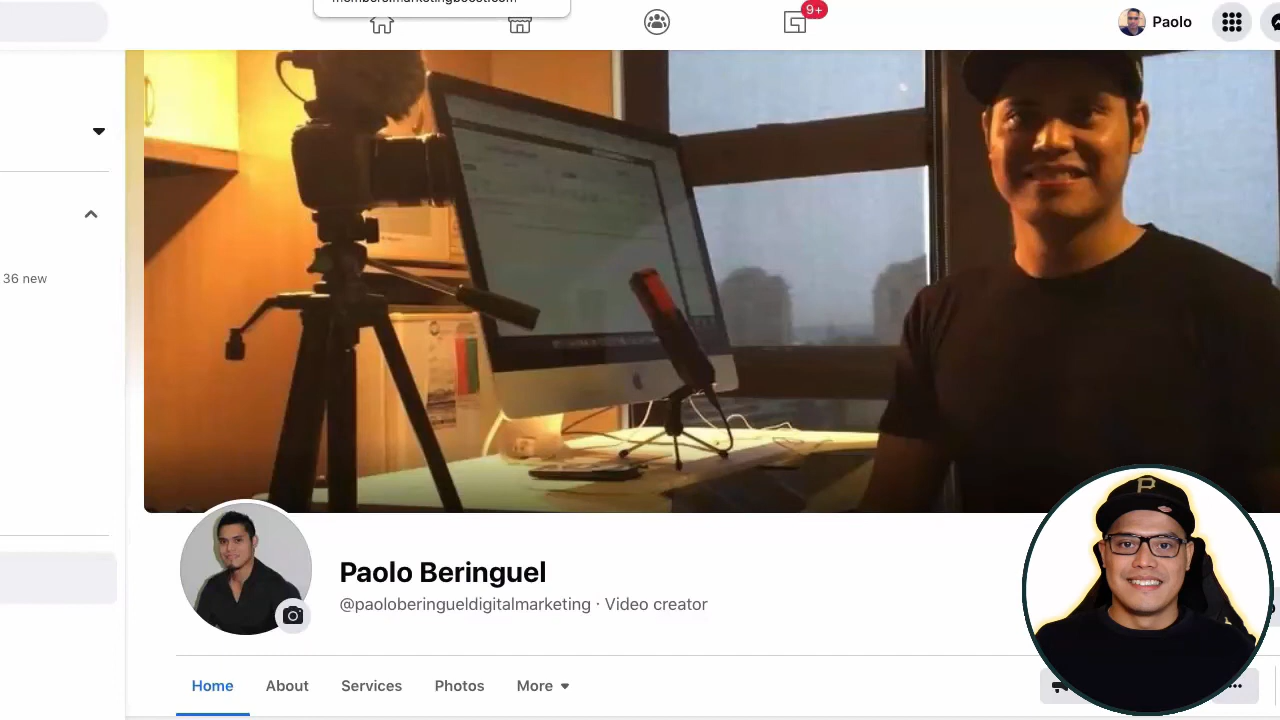 9+
Paolo
36 new
Paolo Beringuel
@paoloberingueldigitalmarketing · Video creator
Home
About
Services
Photos
More
P